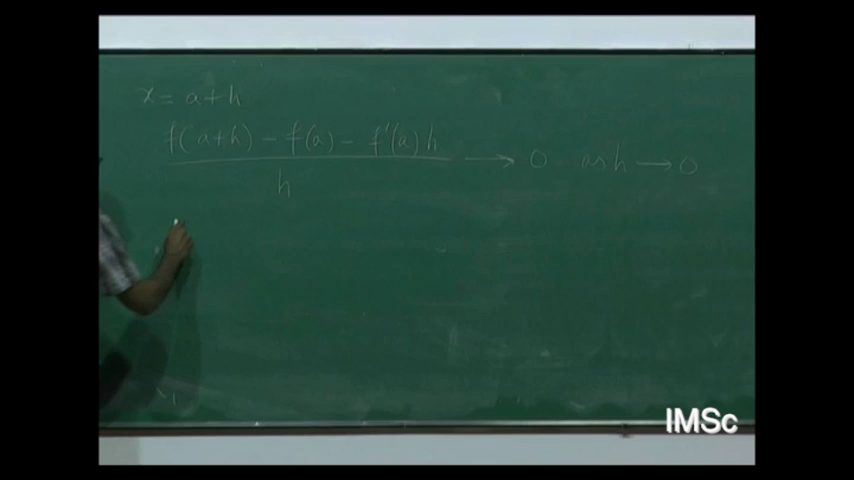 x = a+h
f(a+h) - f(a) - f'(a)h
h
→ 0 as h → 0
IMSc